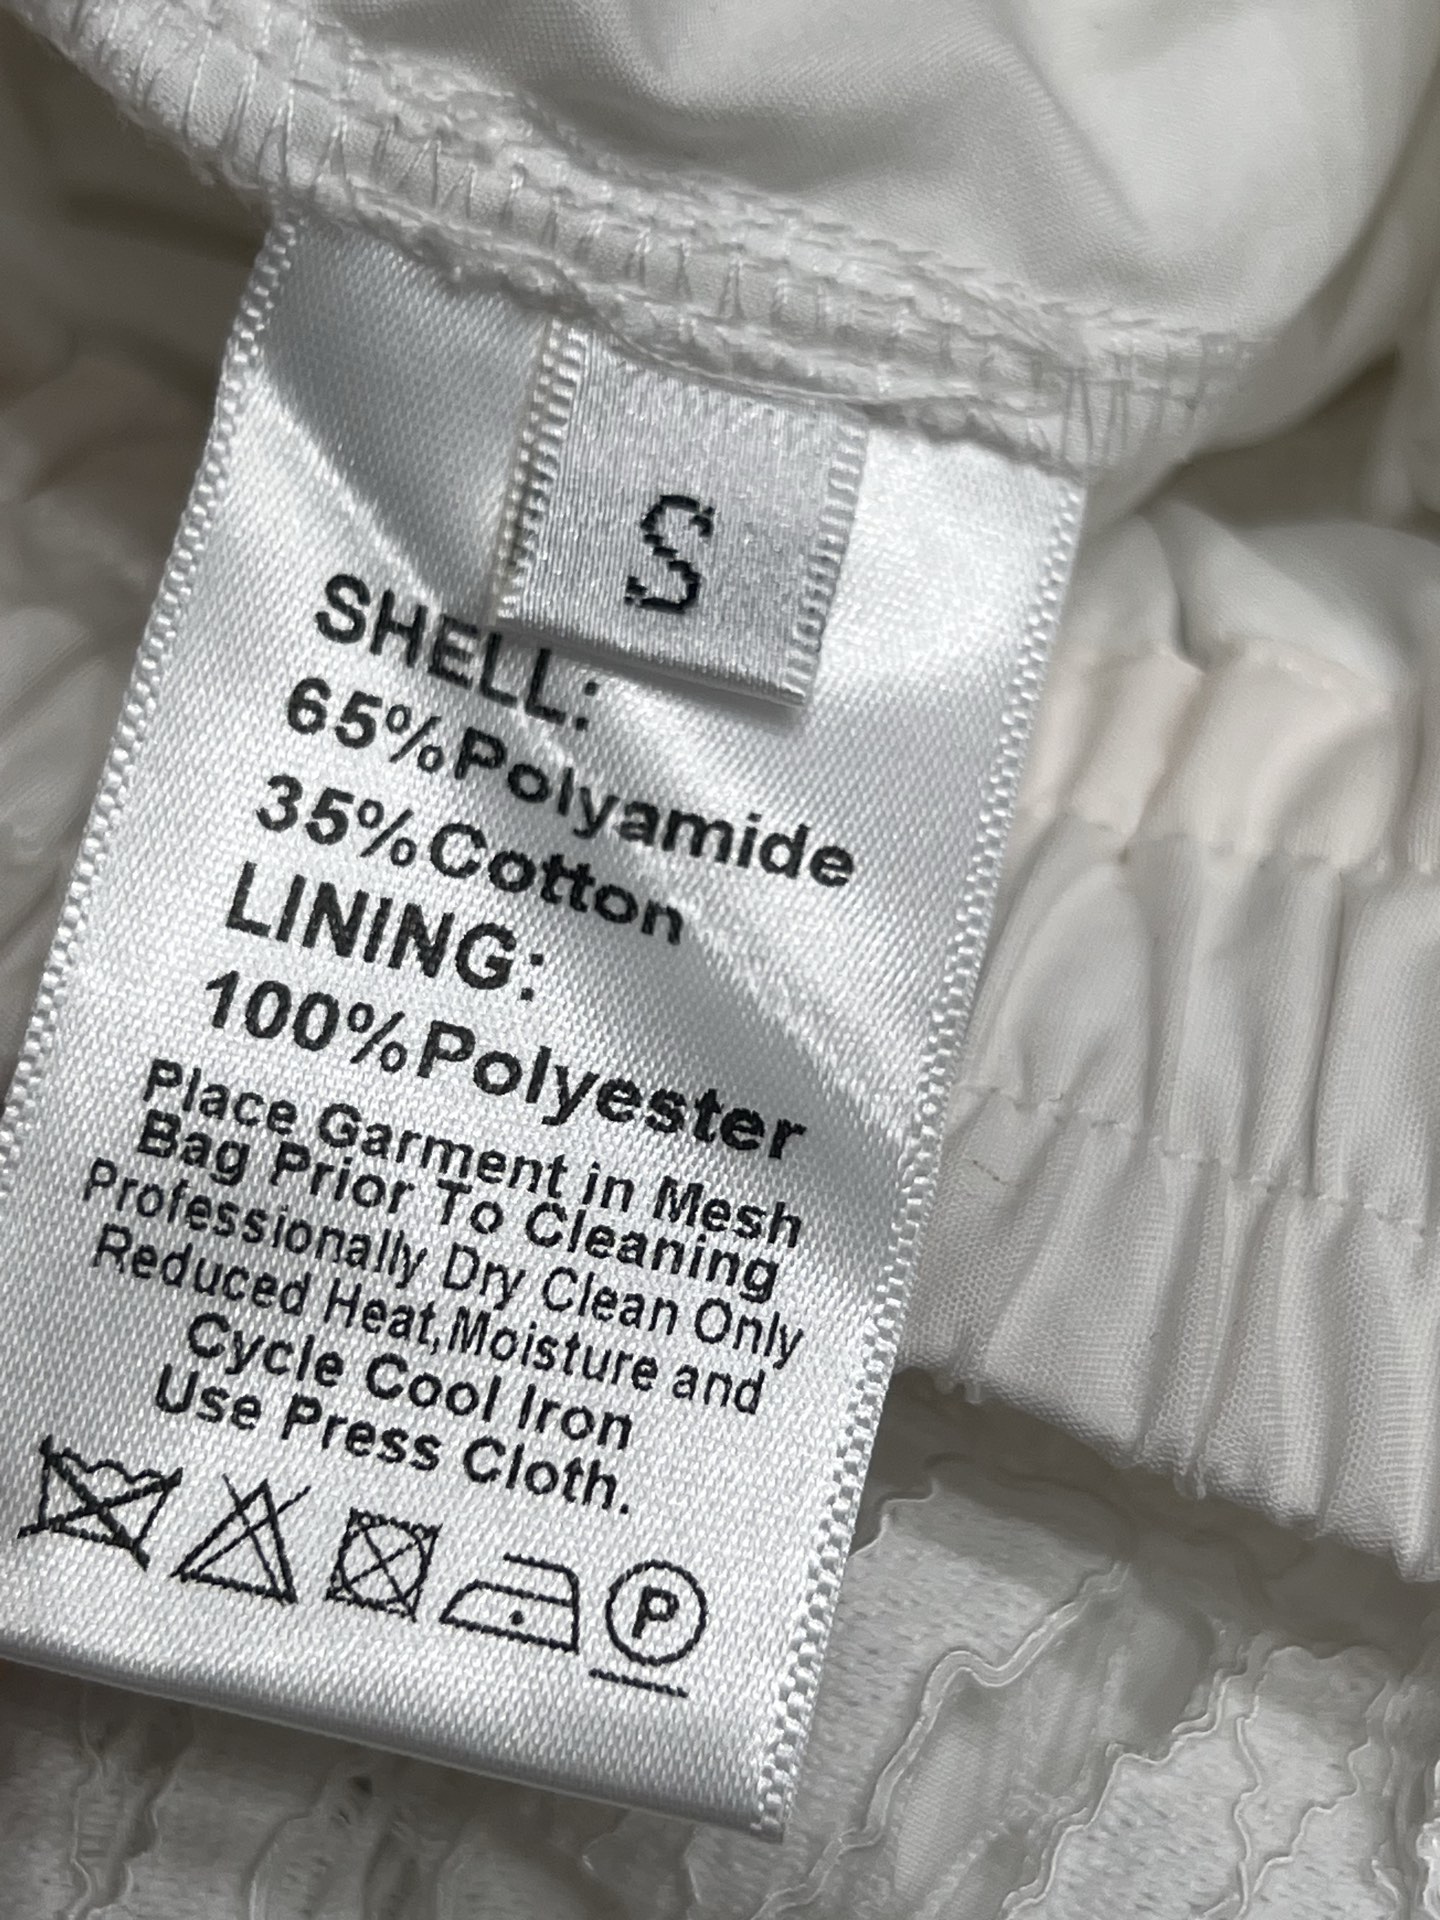 S
SHELL:
65%Polyamide
35%Cotton
LINING:
100%Polyester
Place Garment in Mesh
Bag Prior To Cleaning
Professionally Dry Clean Only
Reduced Heat,Moisture and
Cycle Cool Iron
Use Press Cloth.
P